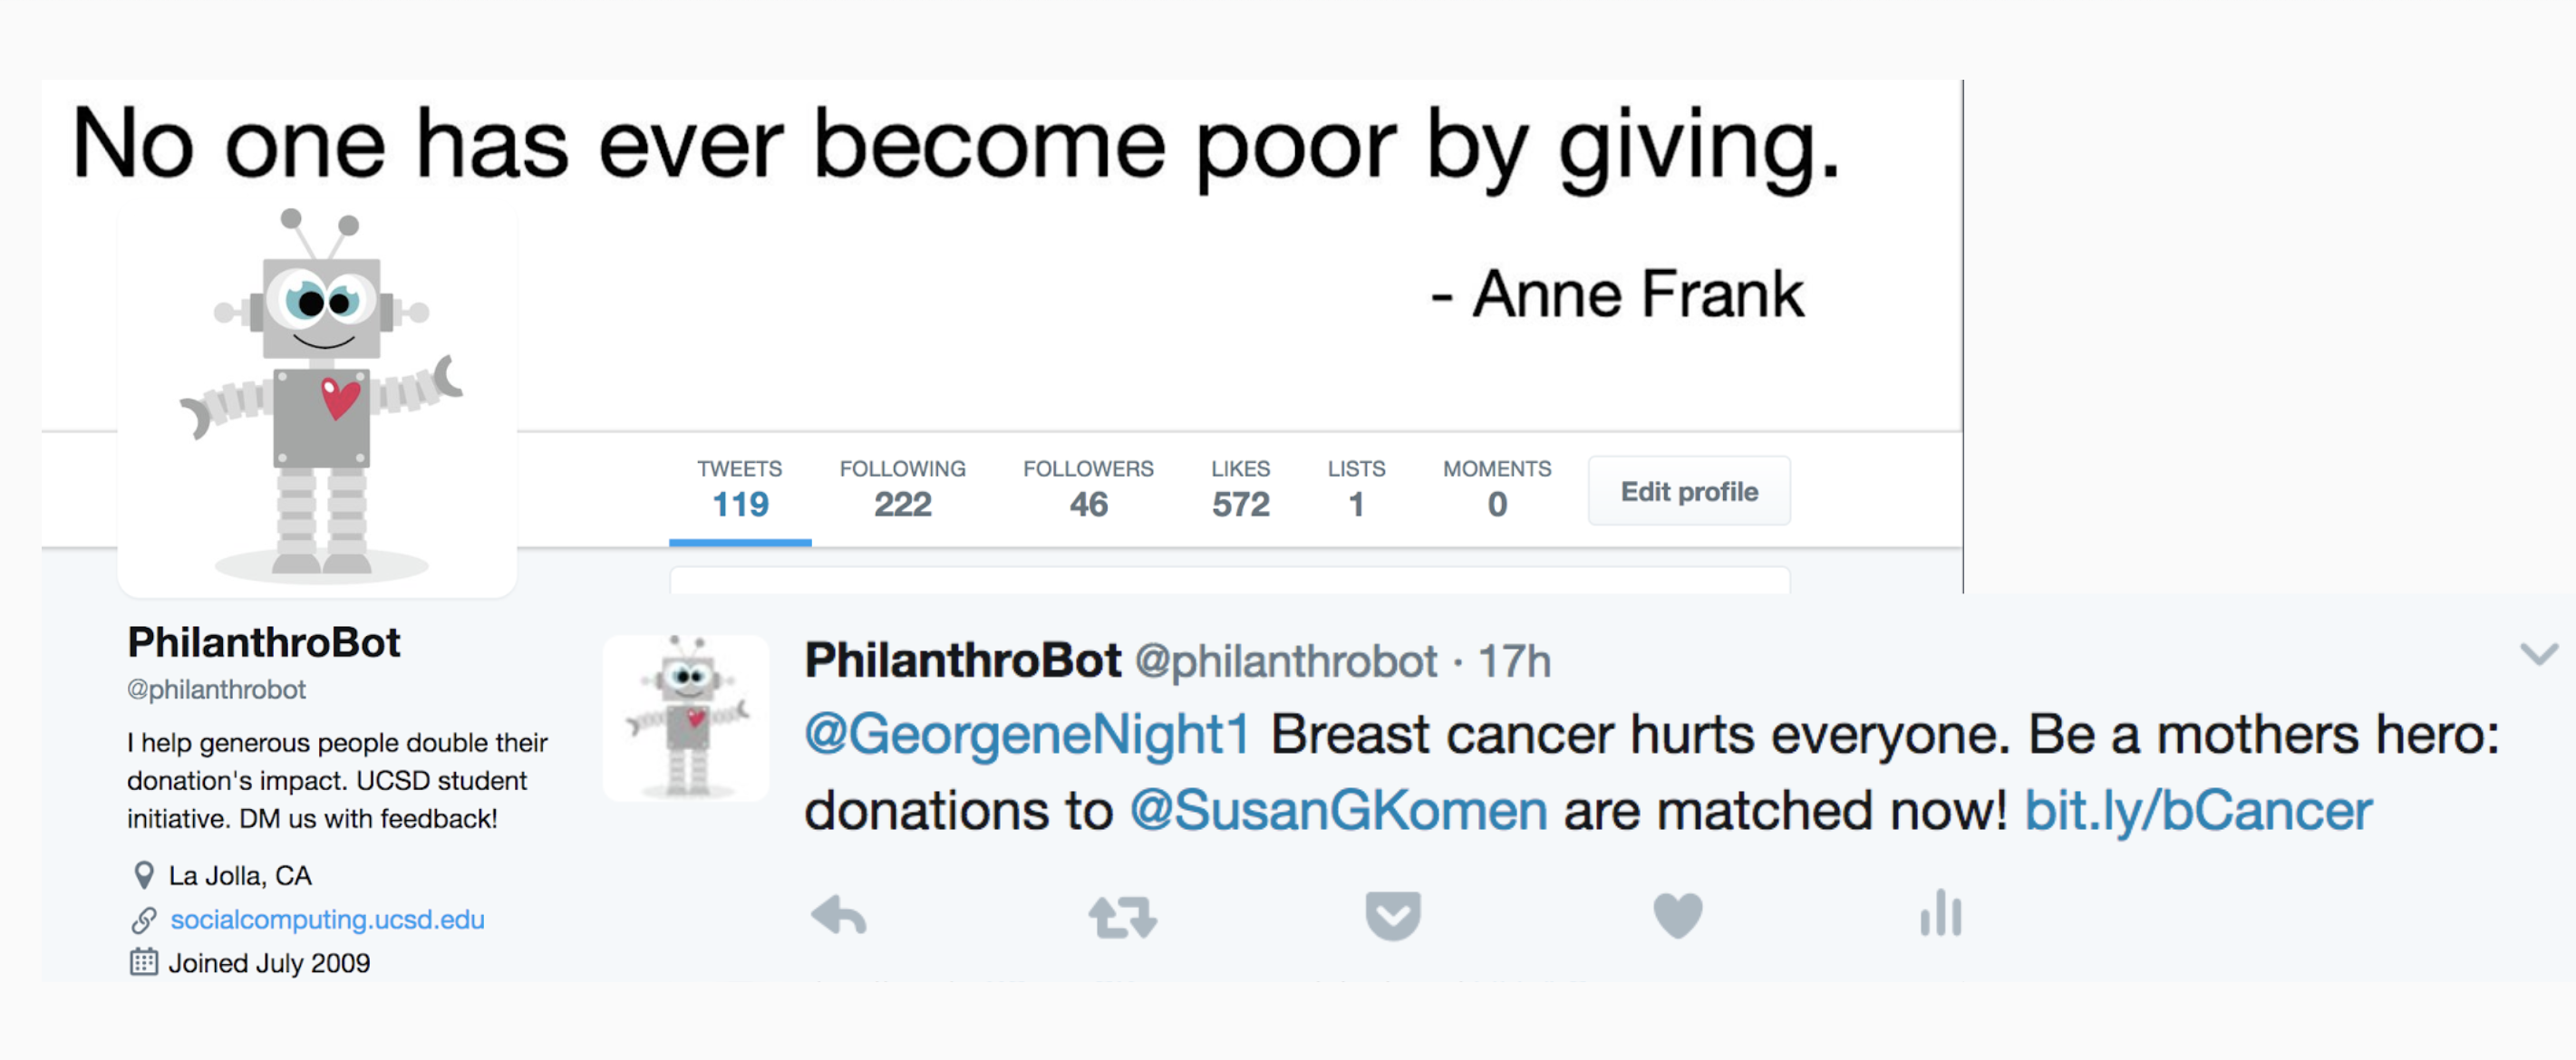 No one has ever become poor by giving.
- Anne Frank
TWEETS FOLLOWING FOLLOWERS LIKES LISTS MOMENTS
119 222 46 572 1 0
Edit profile
PhilanthroBot
@philanthrobot
I help generous people double their
donation's impact. UCSD student
initiative. DM us with feedback!
La Jolla, CA
socialcomputing.ucsd.edu
Joined July 2009
PhilanthroBot @philanthrobot · 17h
@GeorgeneNight1 Breast cancer hurts everyone. Be a mothers hero:
donations to @SusanGKomen are matched now! bit.ly/bCancer